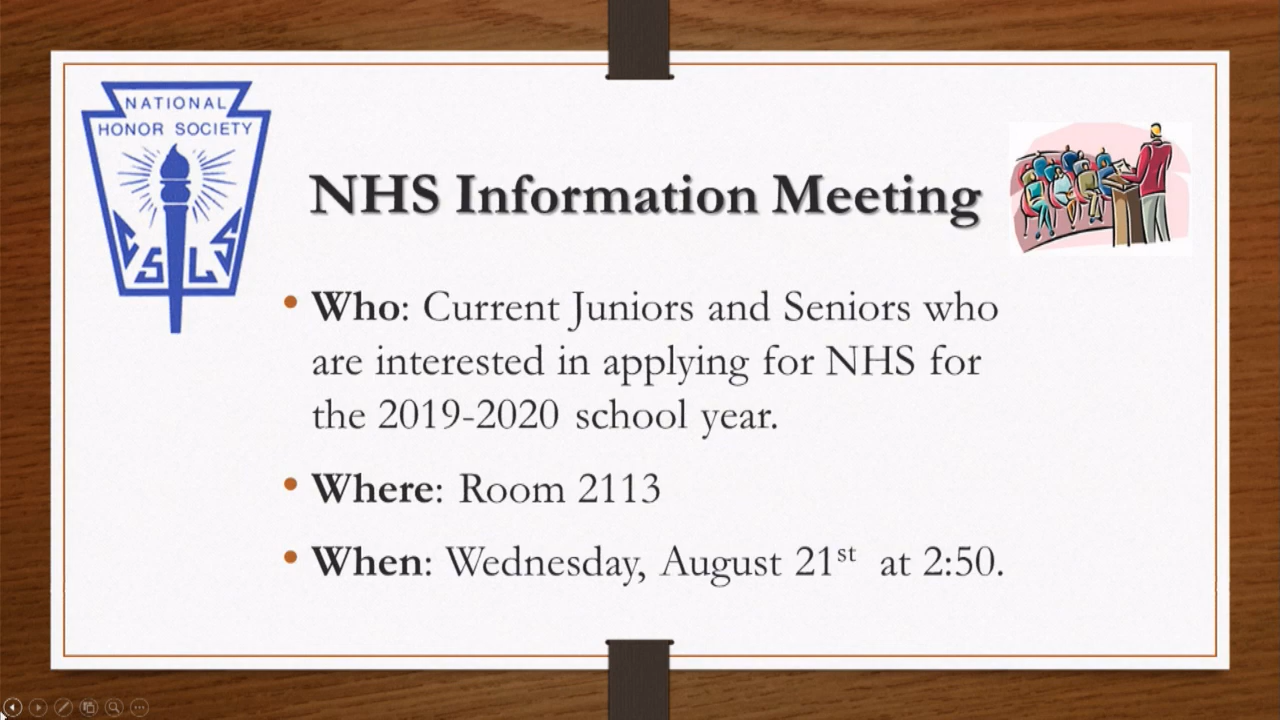 NATIONAL
HONOR SOCIETY
C S L S
NHS Information Meeting
• Who: Current Juniors and Seniors who
are interested in applying for NHS for
the 2019-2020 school year.
• Where: Room 2113
• When: Wednesday, August 21st at 2:50.